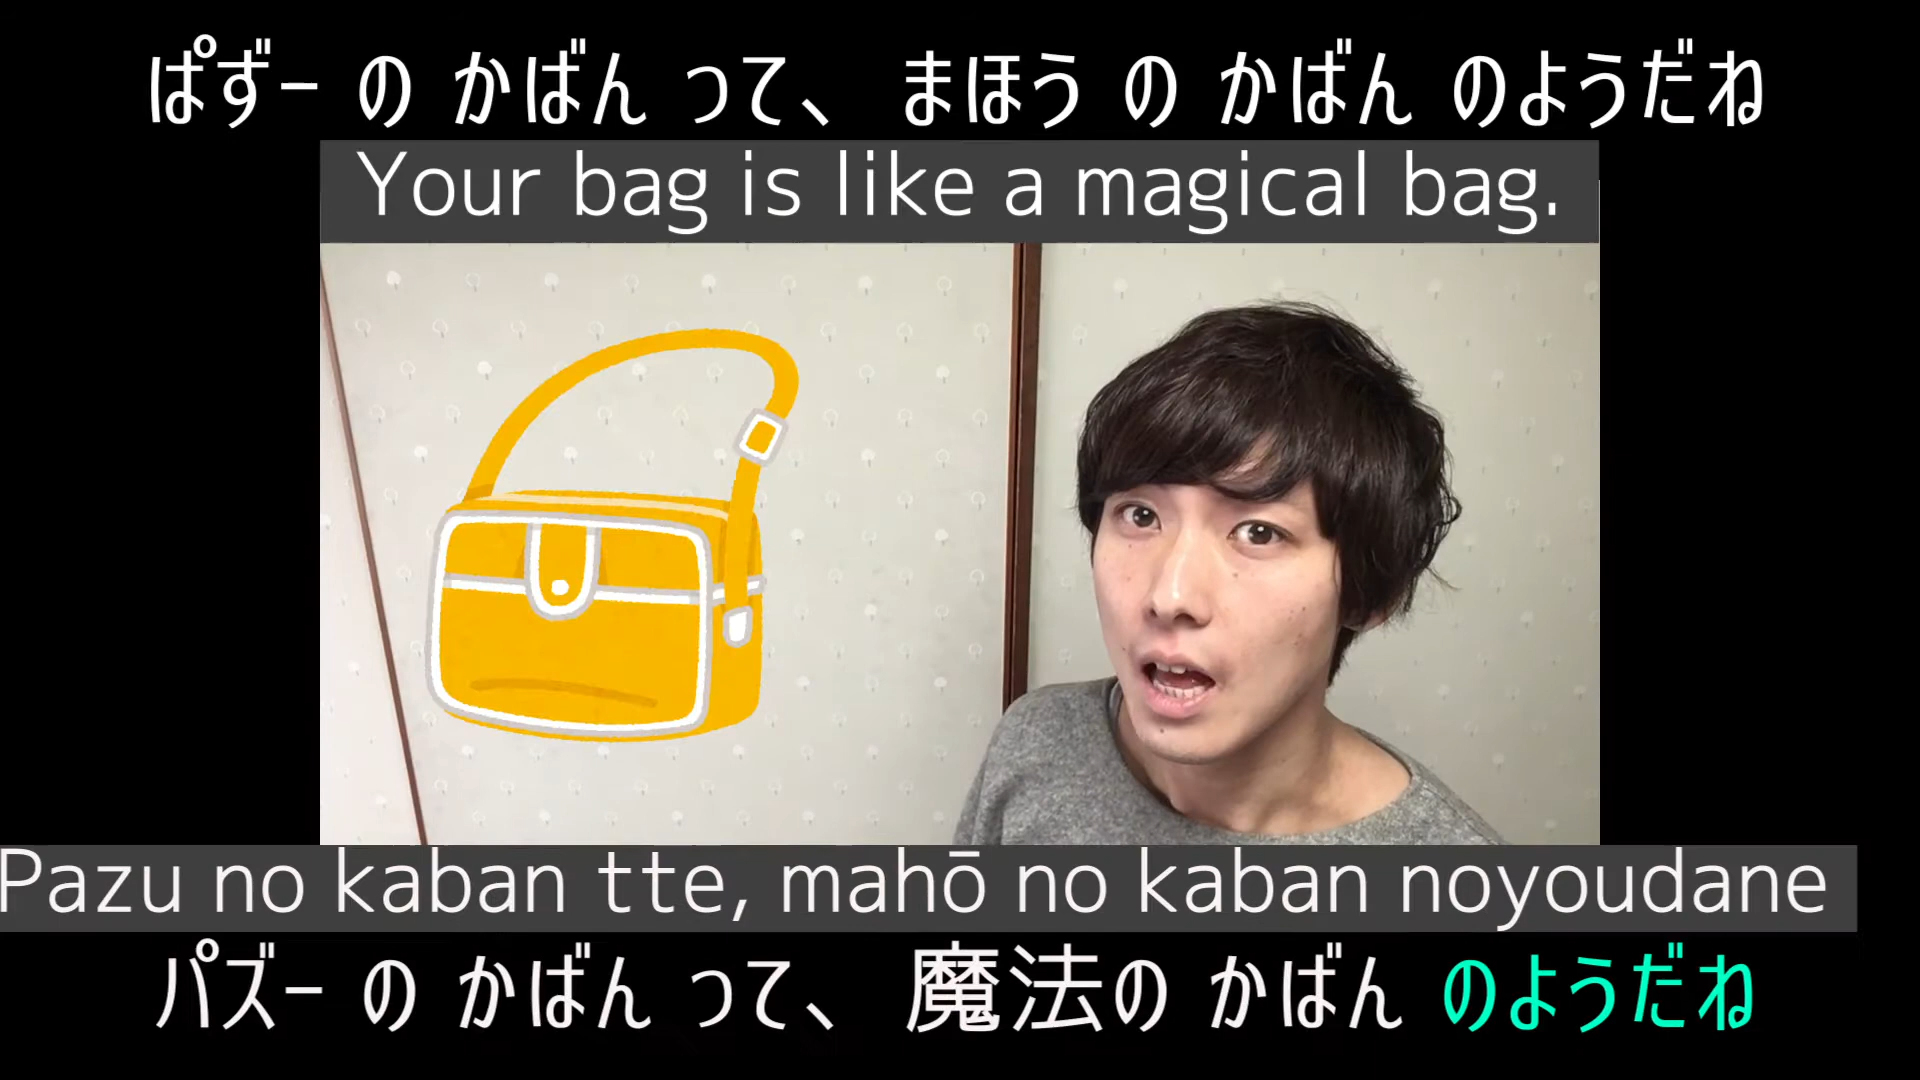 ぱずー の かばん って、 まほう の かばん のようだね
Your bag is like a magical bag.
Pazu no kaban tte, mahō no kaban noyoudane
パズー の かばん って、 魔法の かばん のようだね